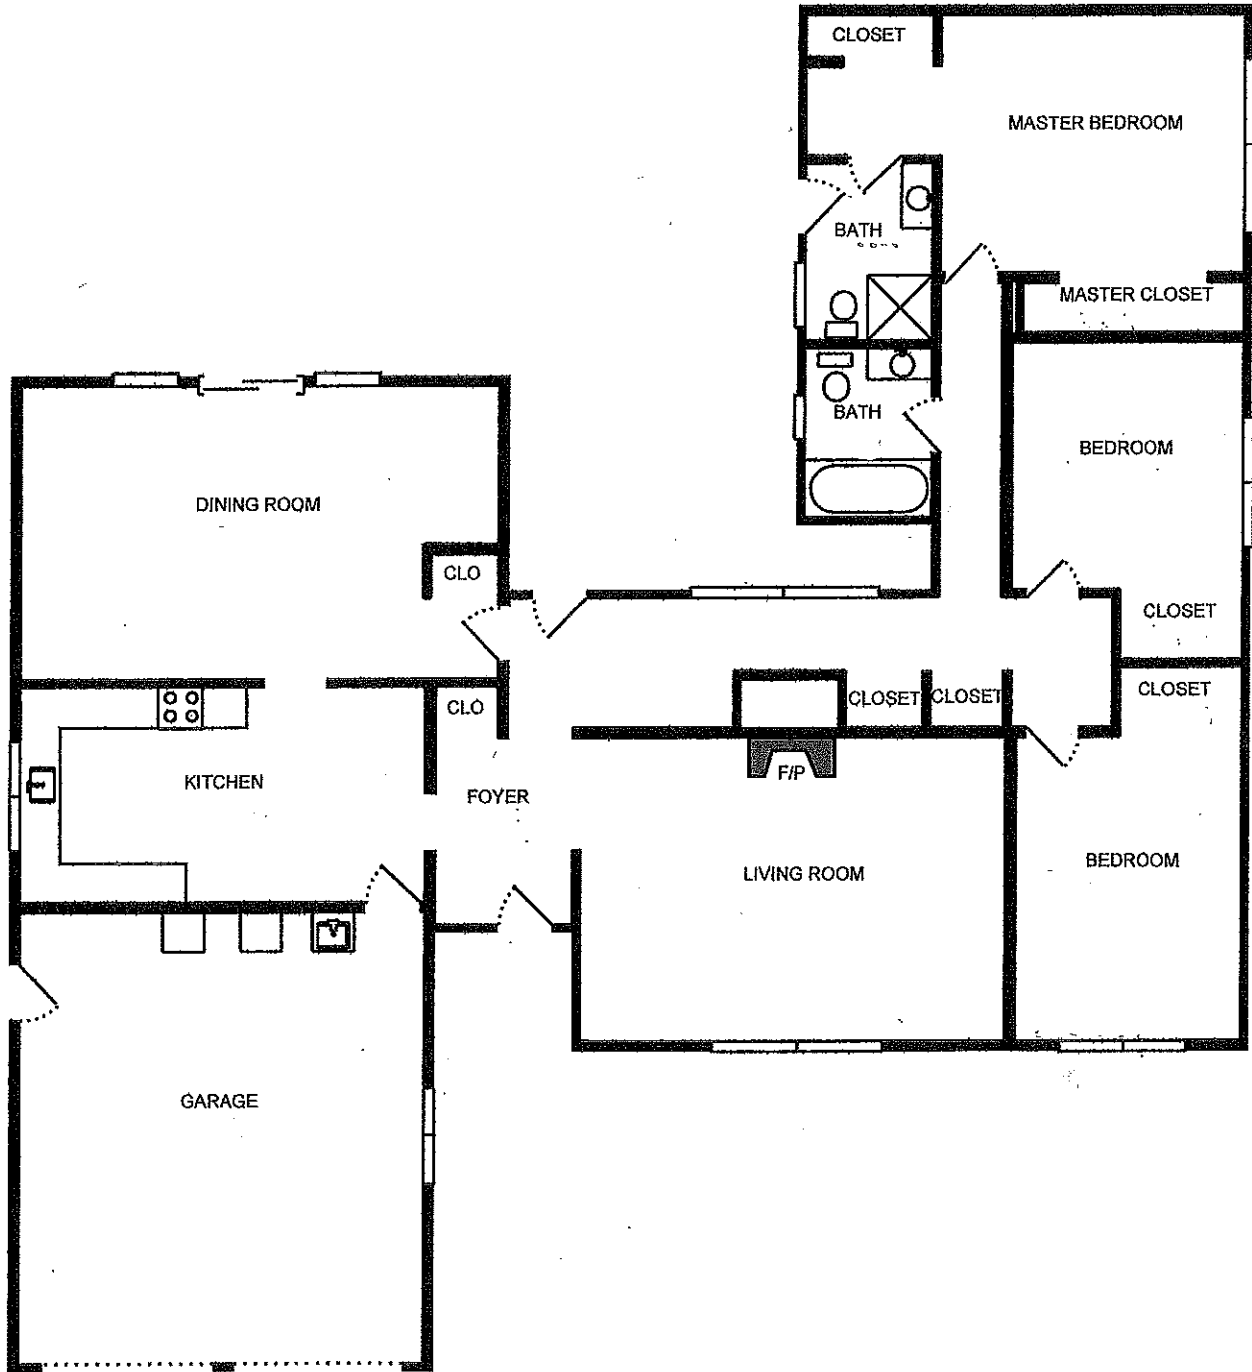 CLOSET
MASTER BEDROOM
BATH
MASTER CLOSET
BATH
BEDROOM
DINING ROOM
CLO
CLOSET
CLOSET
CLOSET
CLOSET
CLO
KITCHEN
F/P
FOYER
LIVING ROOM
BEDROOM
GARAGE